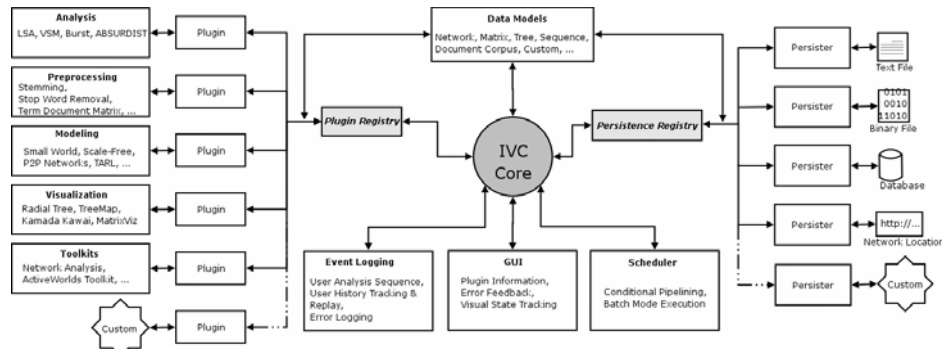 Analysis
LSA, VSM, Burst, ABSURDIST
Plugin
Preprocessing
Stemming,
Stop Word Removal,
Term Document Matrix, ...
Plugin
Modeling
Small World, Scale-Free,
P2P Networks, TARL, ...
Plugin
Visualization
Radial Tree, TreeMap,
Kamada Kawai, MatrixViz
Plugin
Toolkits
Network Analysis,
ActiveWorlds Toolkit, ...
Plugin
Custom
Plugin
Plugin Registry
Data Models
Network, Matrix, Tree, Sequence,
Document Corpus, Custom, ...
IVC
Core
Persistence Registry
Event Logging
User Analysis Sequence,
User History Tracking &
Replay,
Error Logging
GUI
Plugin Information,
Error Feedback,
Visual State Tracking
Scheduler
Conditional Pipelining,
Batch Mode Execution
Persister
Text File
Persister
0101
0010
11010
Binary File
Persister
Database
Persister
http://...
Network Location
Persister
Custom